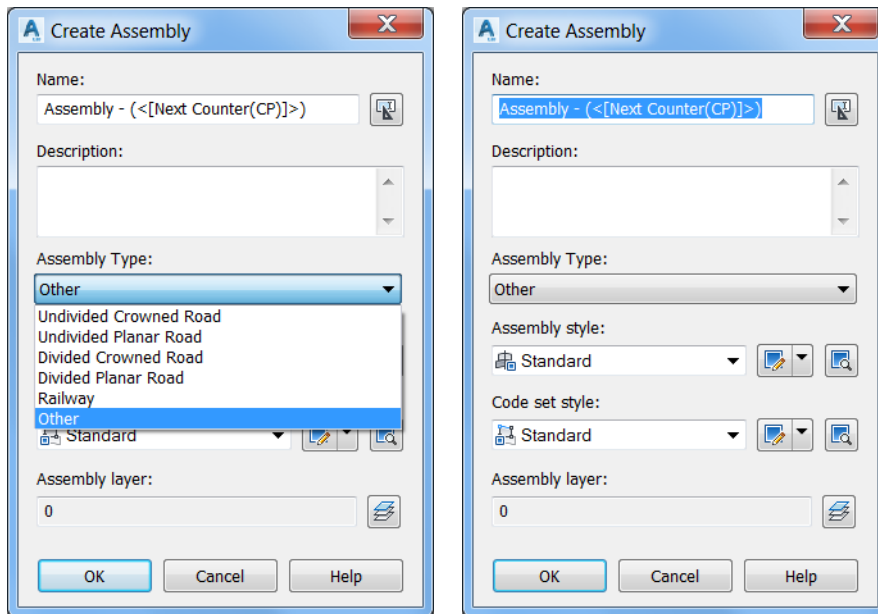 Create Assembly
Name:
Assembly - (<[Next Counter(CP)]>)
Description:
Assembly Type:
Other
Undivided Crowned Road
Undivided Planar Road
Divided Crowned Road
Divided Planar Road
Railway
Other
Standard
Assembly layer:
0
OK Cancel Help
Create Assembly
Name:
Assembly - (<[Next Counter(CP)]>)
Description:
Assembly Type:
Other
Assembly style:
Standard
Code set style:
Standard
Assembly layer:
0
OK Cancel Help